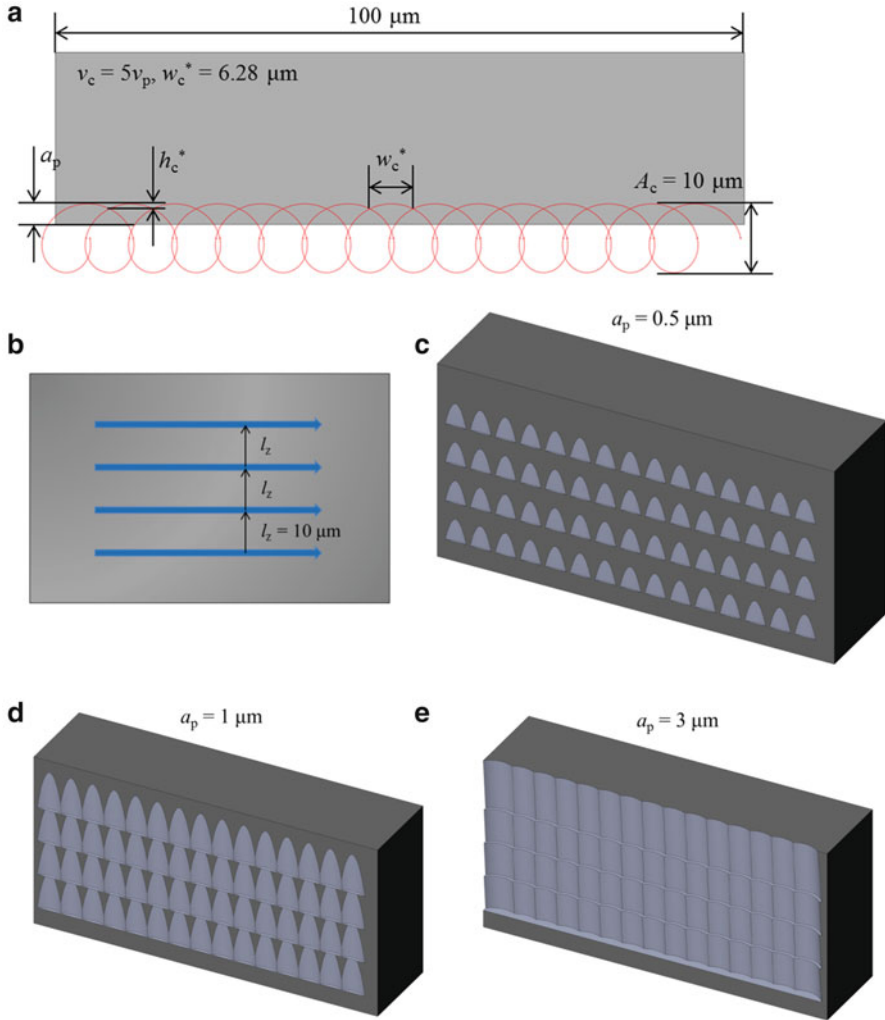 a
100 μm
v_c = 5v_p, w_c* = 6.28 μm
a_p
h_c*
w_c*
A_c = 10 μm
b
l_z
l_z
l_z = 10 μm
c
a_p = 0.5 μm
d
a_p = 1 μm
e
a_p = 3 μm